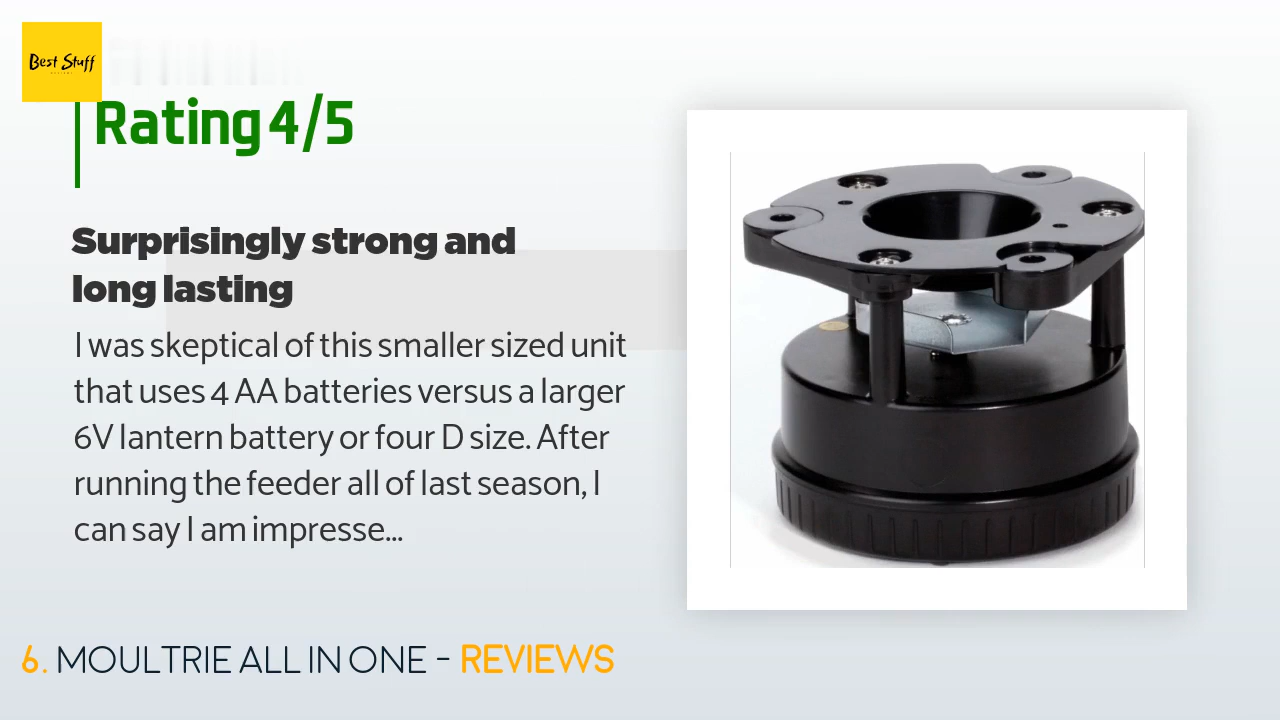 Best Stuff
Rating 4/5
Surprisingly strong and
long lasting
I was skeptical of this smaller sized unit
that uses 4 AA batteries versus a larger
6V lantern battery or four D size. After
running the feeder all of last season, I
can say I am impresse...
6. MOULTRIE ALL IN ONE - REVIEWS